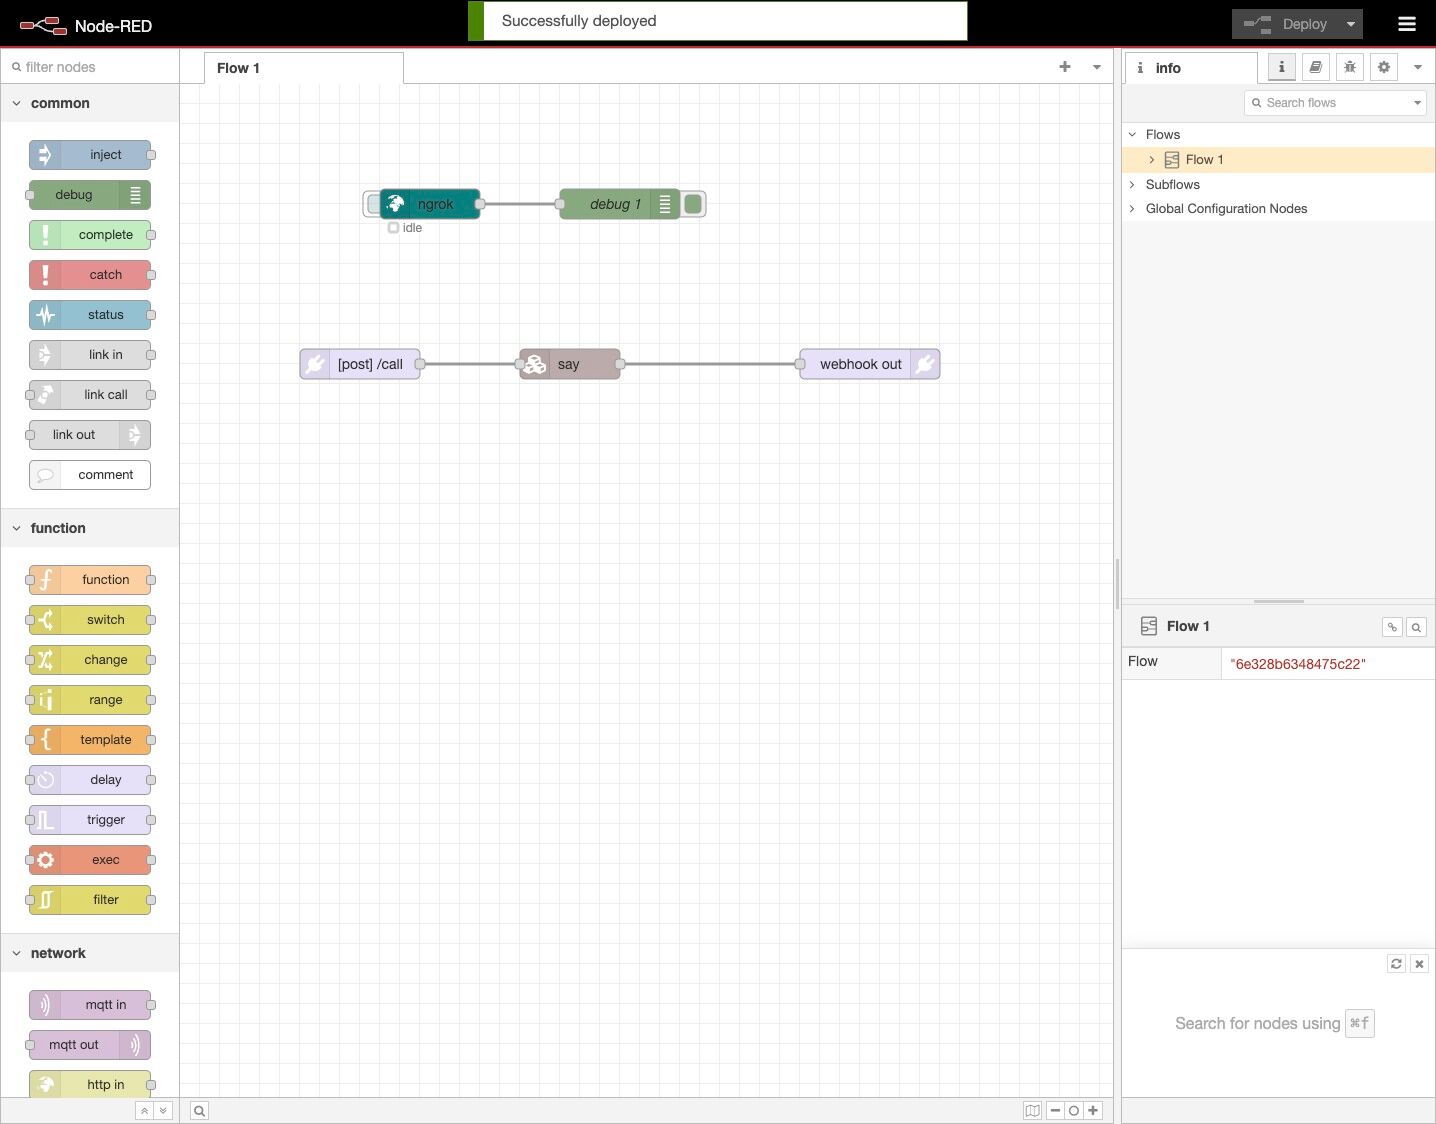 Node-RED
Successfully deployed
Deploy
filter nodes
Flow 1
info
common
Search flows
inject
debug
complete
catch
status
link in
link call
link out
comment
function
function
switch
change
range
template
delay
trigger
exec
filter
network
mqtt in
mqtt out
http in
ngrok
debug 1
idle
[post] /call
say
webhook out
Flows
Flow 1
Subflows
Global Configuration Nodes
Flow 1
Flow "6e328b6348475c22"
Search for nodes using ⌘f